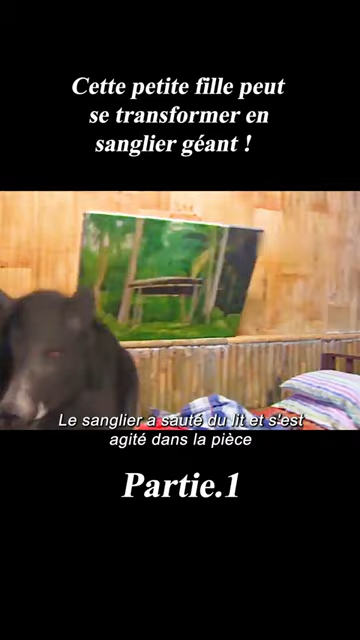 Cette petite fille peut
se transformer en
sanglier géant !
Le sanglier a sauté du lit et s'est
agité dans la pièce
Partie.1